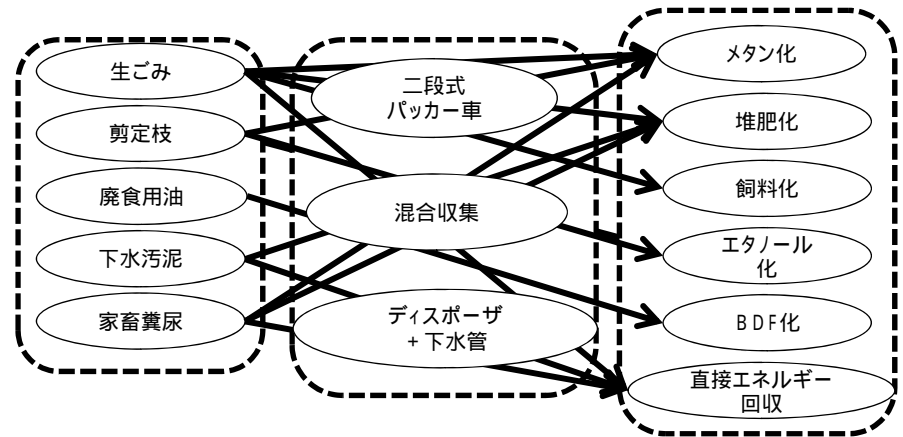 生ごみ
剪定枝
廃食用油
下水汚泥
家畜糞尿
二段式
パッカー車
混合収集
ディスポーザ
+下水管
メタン化
堆肥化
飼料化
エタノール
化
BDF化
直接エネルギー
回収